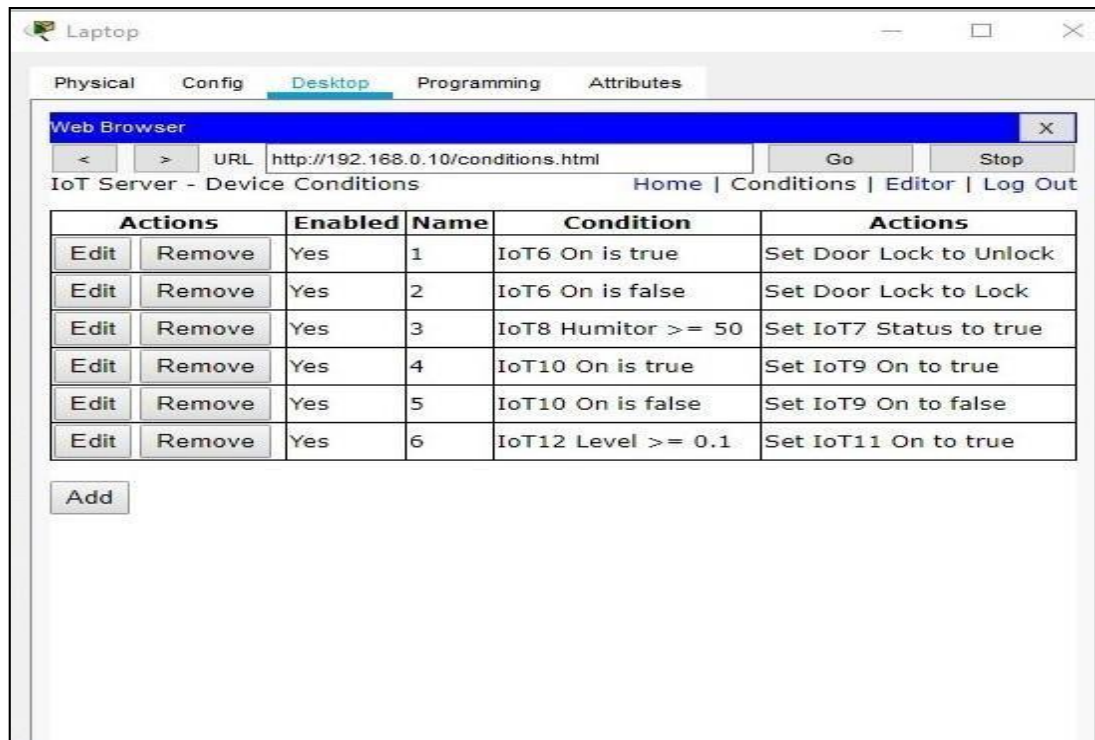 Laptop
Physical Config Desktop Programming Attributes
Web Browser X
< > URL http://192.168.0.10/conditions.html Go Stop
IoT Server - Device Conditions Home | Conditions | Editor | Log Out
Actions Enabled Name Condition Actions
Edit Remove Yes 1 IoT6 On is true Set Door Lock to Unlock
Edit Remove Yes 2 IoT6 On is false Set Door Lock to Lock
Edit Remove Yes 3 IoT8 Humitor >= 50 Set IoT7 Status to true
Edit Remove Yes 4 IoT10 On is true Set IoT9 On to true
Edit Remove Yes 5 IoT10 On is false Set IoT9 On to false
Edit Remove Yes 6 IoT12 Level >= 0.1 Set IoT11 On to true
Add